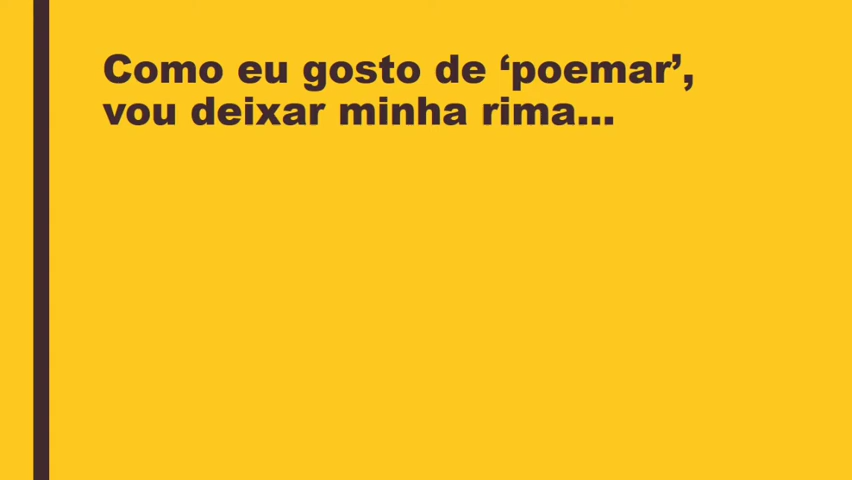 Como eu gosto de ‘poemar’,
vou deixar minha rima...